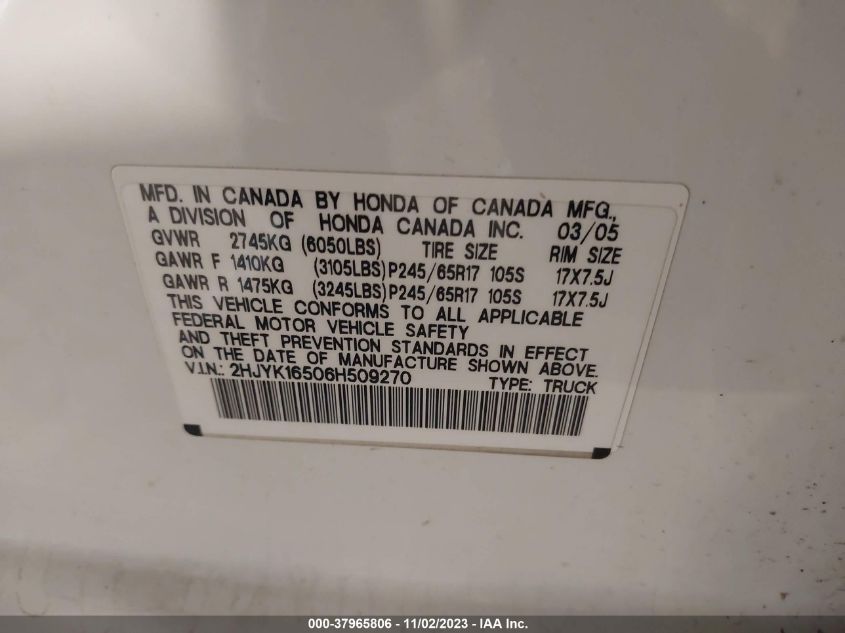 MFD. IN CANADA BY HONDA OF CANADA MFG.,
A DIVISION OF HONDA CANADA INC. 03/05
GVWR 2745KG (6050LBS) TIRE SIZE RIM SIZE
GAWR F 1410KG (3105LBS) P245/65R17 105S 17X7.5J
GAWR R 1475KG (3245LBS) P245/65R17 105S 17X7.5J
THIS VEHICLE CONFORMS TO ALL APPLICABLE
FEDERAL MOTOR VEHICLE SAFETY
AND THEFT PREVENTION STANDARDS IN EFFECT
ON THE DATE OF MANUFACTURE SHOWN ABOVE.
V.I.N.: 2HJYK16506H509270 TYPE: TRUCK
000-37965806 - 11/02/2023 - IAA Inc.